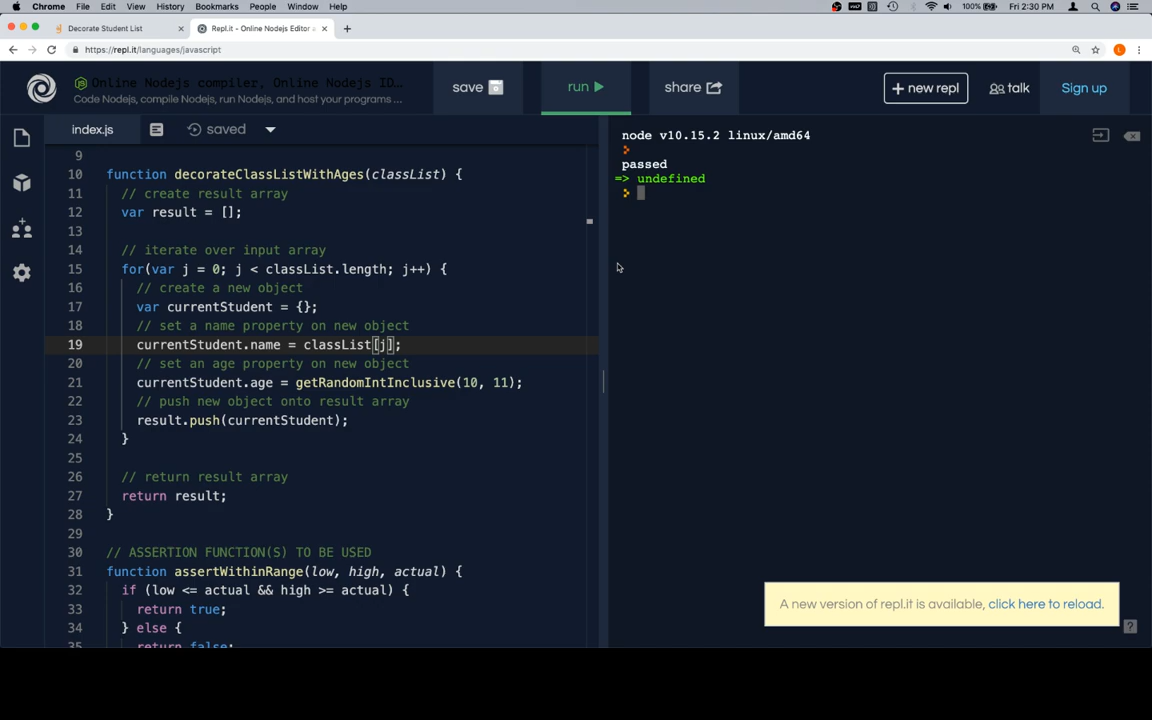 Chrome File Edit View History Bookmarks People Window Help 100% Fri 2:30 PM
Decorate Student List × Repl.it - Online Nodejs Editor × +
https://repl.it/languages/javascript
Online Nodejs compiler, Online Nodejs ID...
Code Nodejs, compile Nodejs, run Nodejs, and host your programs ...
save run share + new repl talk Sign up
index.js saved
9
10 function decorateClassListWithAges(classList) {
11 // create result array
12 var result = [];
13
14 // iterate over input array
15 for(var j = 0; j < classList.length; j++) {
16 // create a new object
17 var currentStudent = {};
18 // set a name property on new object
19 currentStudent.name = classList[j];
20 // set an age property on new object
21 currentStudent.age = getRandomIntInclusive(10, 11);
22 // push new object onto result array
23 result.push(currentStudent);
24 }
25
26 // return result array
27 return result;
28 }
29
30 // ASSERTION FUNCTION(S) TO BE USED
31 function assertWithinRange(low, high, actual) {
32 if (low <= actual && high >= actual) {
33 return true;
34 } else {
35 return false;
node v10.15.2 linux/amd64
passed
=> undefined
A new version of repl.it is available, click here to reload.
?